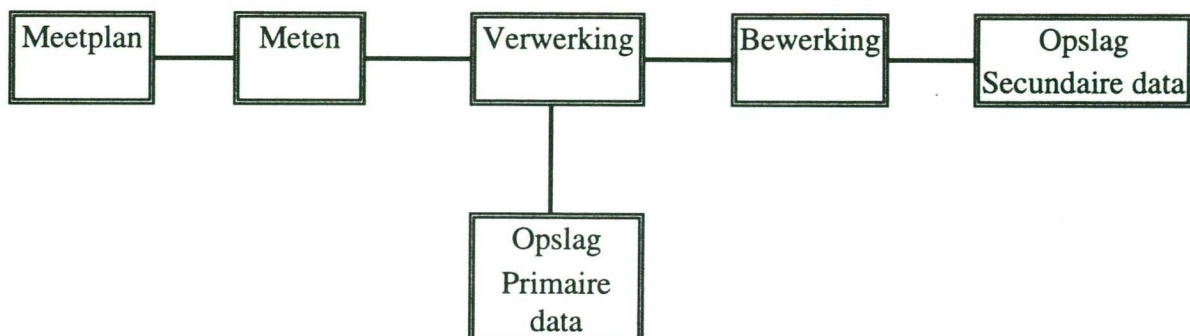 Meetplan
Meten
Verwerking
Bewerking
Opslag
Secundaire data
Opslag
Primaire
data